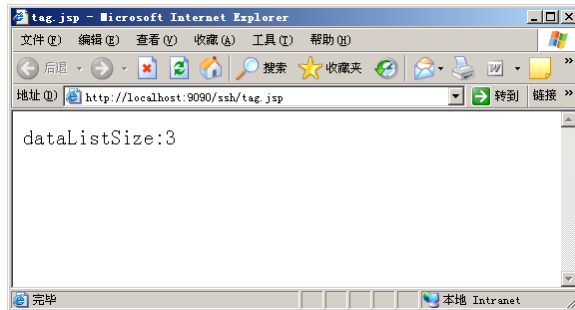 tag.jsp - Microsoft Internet Explorer
文件(F) 编辑(E) 查看(V) 收藏(A) 工具(T) 帮助(H)
后退 搜索 收藏夹 »
地址(D) http://localhost:9090/ssh/tag.jsp 转到 链接 »
dataListSize:3
完毕 本地 Intranet